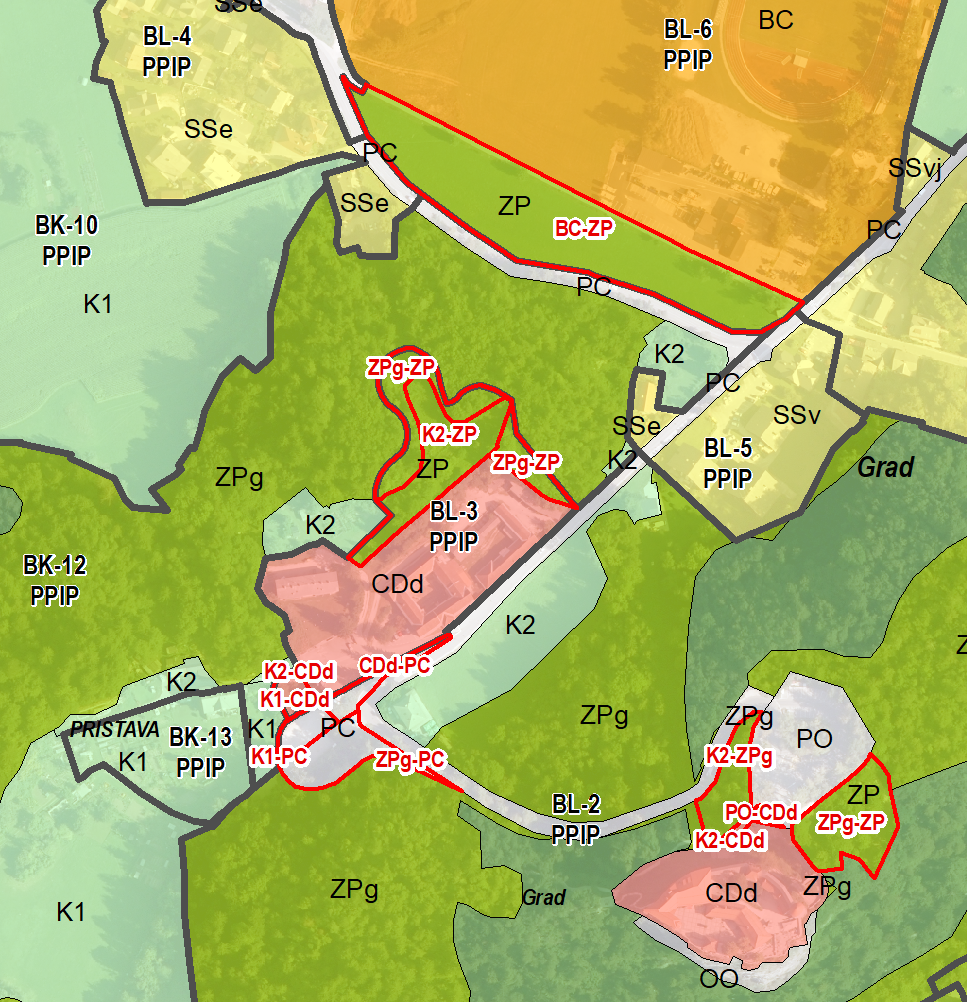 SSe
BL-4
PPIP
SSe
BL-6
PPIP
BC
PC
SSvj
SSe
ZP
BC-ZP
PC
BK-10
PPIP
K1
PC
K2
PC
ZPg-ZP
SSe
SSv
K2-ZP
ZP
ZPg-ZP
K2
BL-5
PPIP
Grad
ZPg
BL-3
PPIP
K2
BK-12
PPIP
CDd
K2
Z
K2-CDd
CDd-PC
K2
K1-CDd
ZPg
ZPg
PRISTAVA
BK-13
PPIP
K1
K1
PC
PO
K1-PC
ZPg-PC
K2-ZPg
ZP
BL-2
PPIP
PO-CDd
ZPg-ZP
K2-CDd
ZPg
CDd
ZPg
Grad
K1
OO